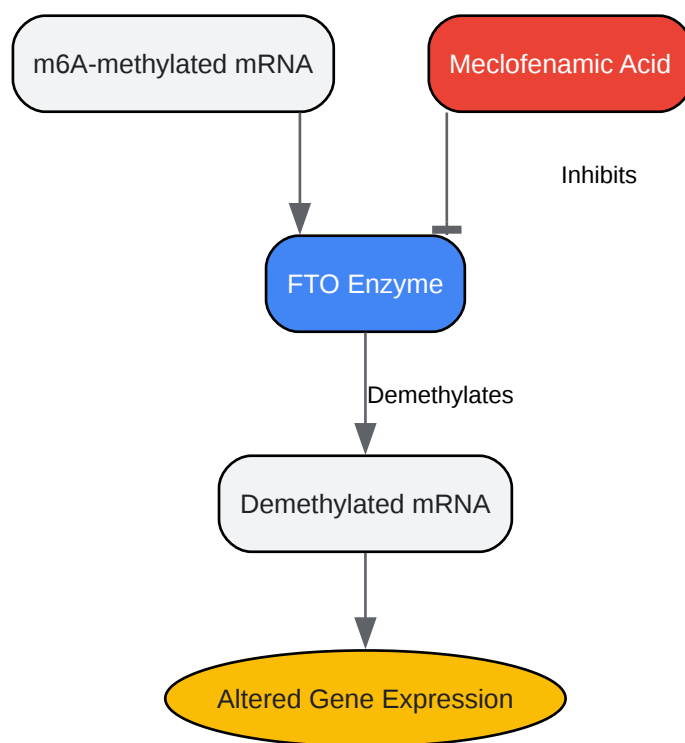 m6A-methylated mRNA
Meclofenamic Acid
Inhibits
FTO Enzyme
Demethylates
Demethylated mRNA
Altered Gene Expression